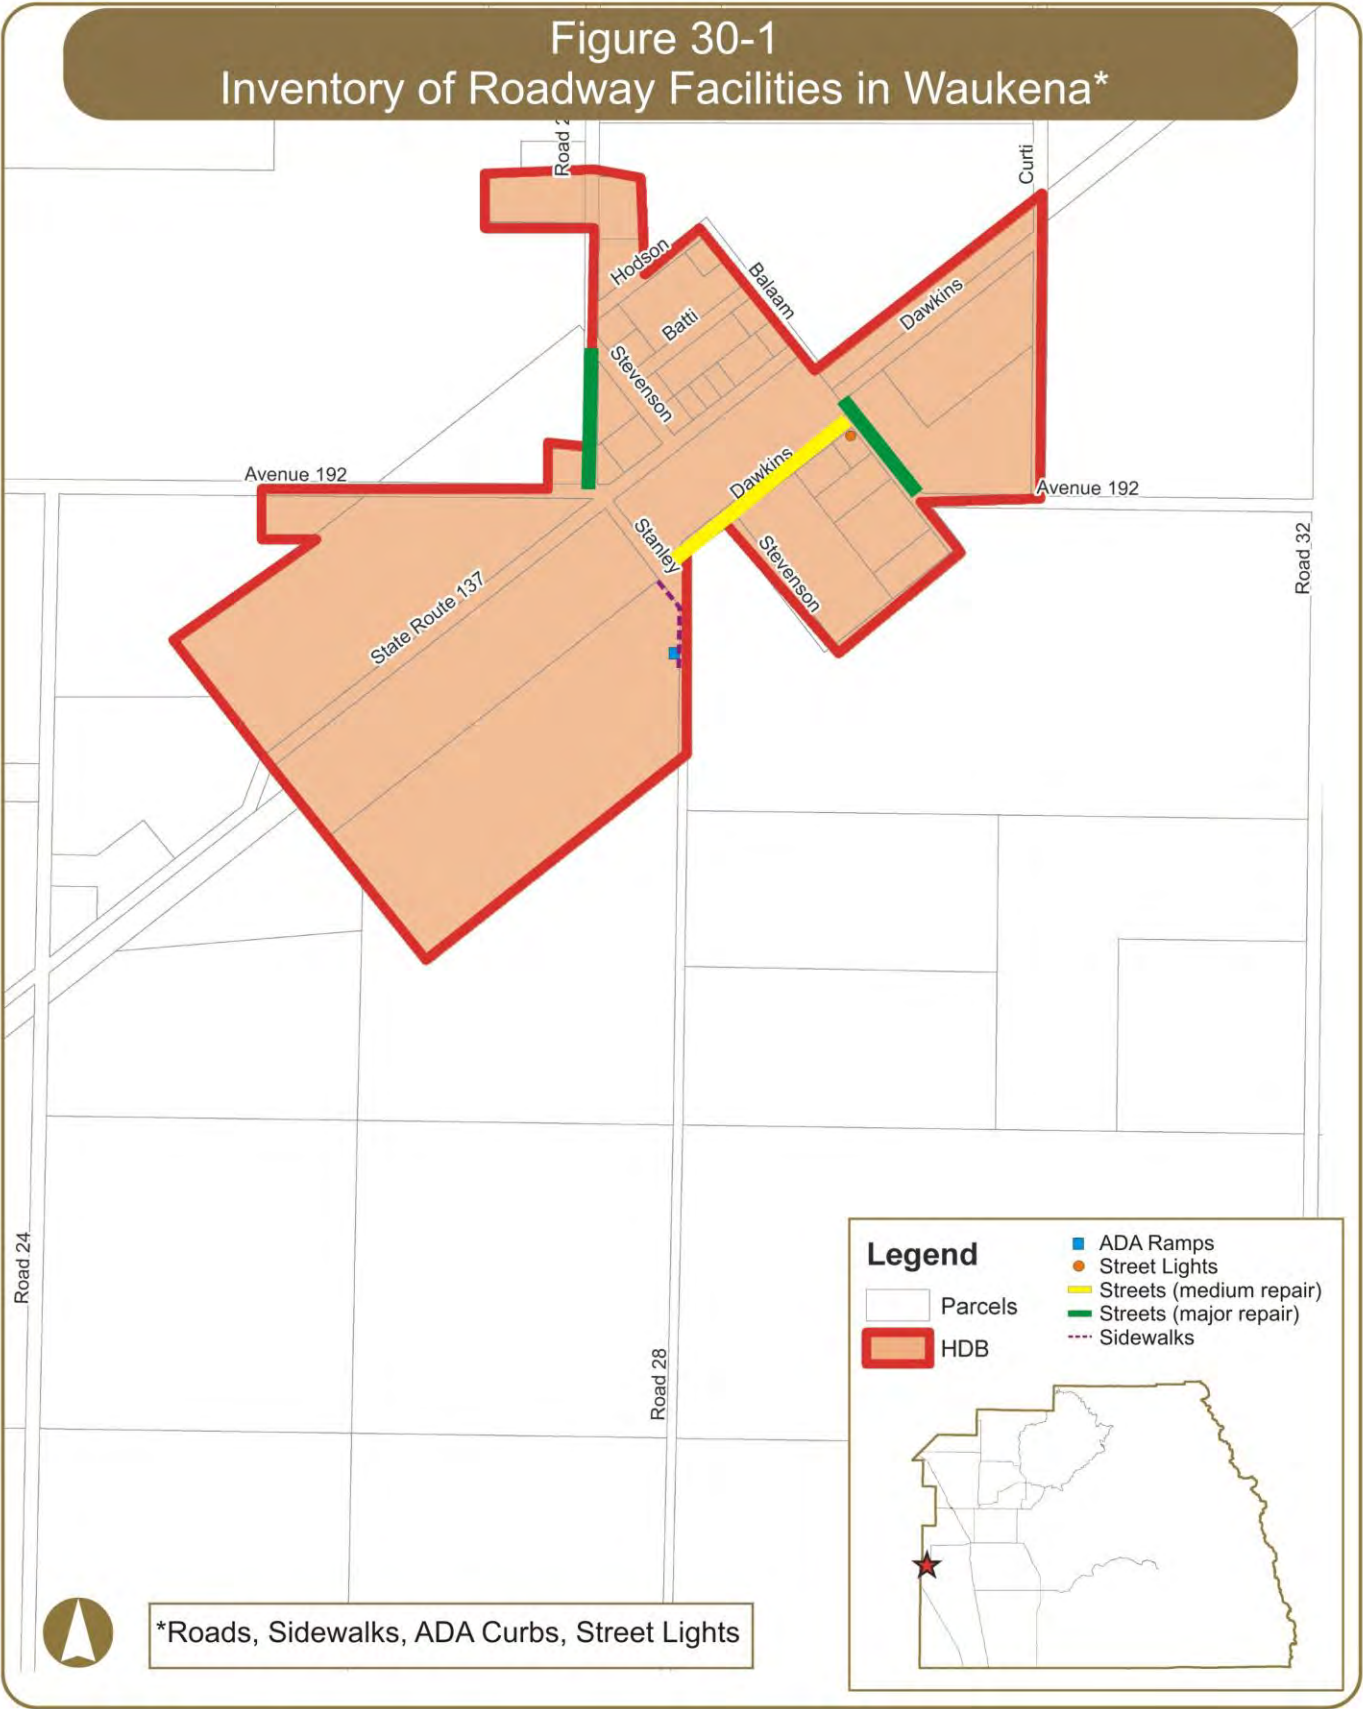 Figure 30-1
Inventory of Roadway Facilities in Waukena*
Road 2
Curti
Hodson
Balaam
Dawkins
Batti
Stevenson
Avenue 192
Dawkins
Avenue 192
Stanley
Stevenson
Road 32
State Route 137
Road 24
Road 28
Legend
Parcels
HDB
ADA Ramps
Street Lights
Streets (medium repair)
Streets (major repair)
Sidewalks
*Roads, Sidewalks, ADA Curbs, Street Lights